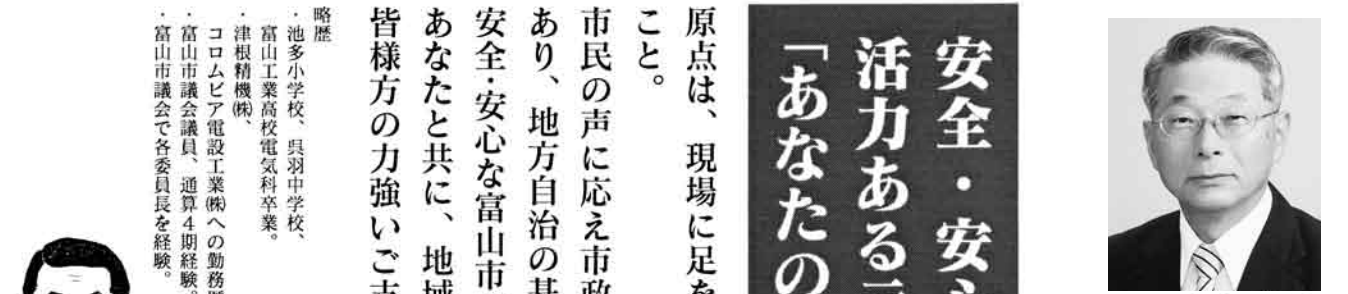 安全・安
活力ある
「あなたの
原点は、現場に足を
こと。
市民の声に応え市政
あり、地方自治の基
安全・安心な富山市
あなたと共に、地域
皆様方の力強いご支
略歴
・池多小学校、呉羽中学校、
富山工業高校電気科卒業。
・津根精機㈱、
コロムビア電設工業㈱への勤務
・富山市議会議員、通算4期経験。
・富山市議会で各委員長を経験。